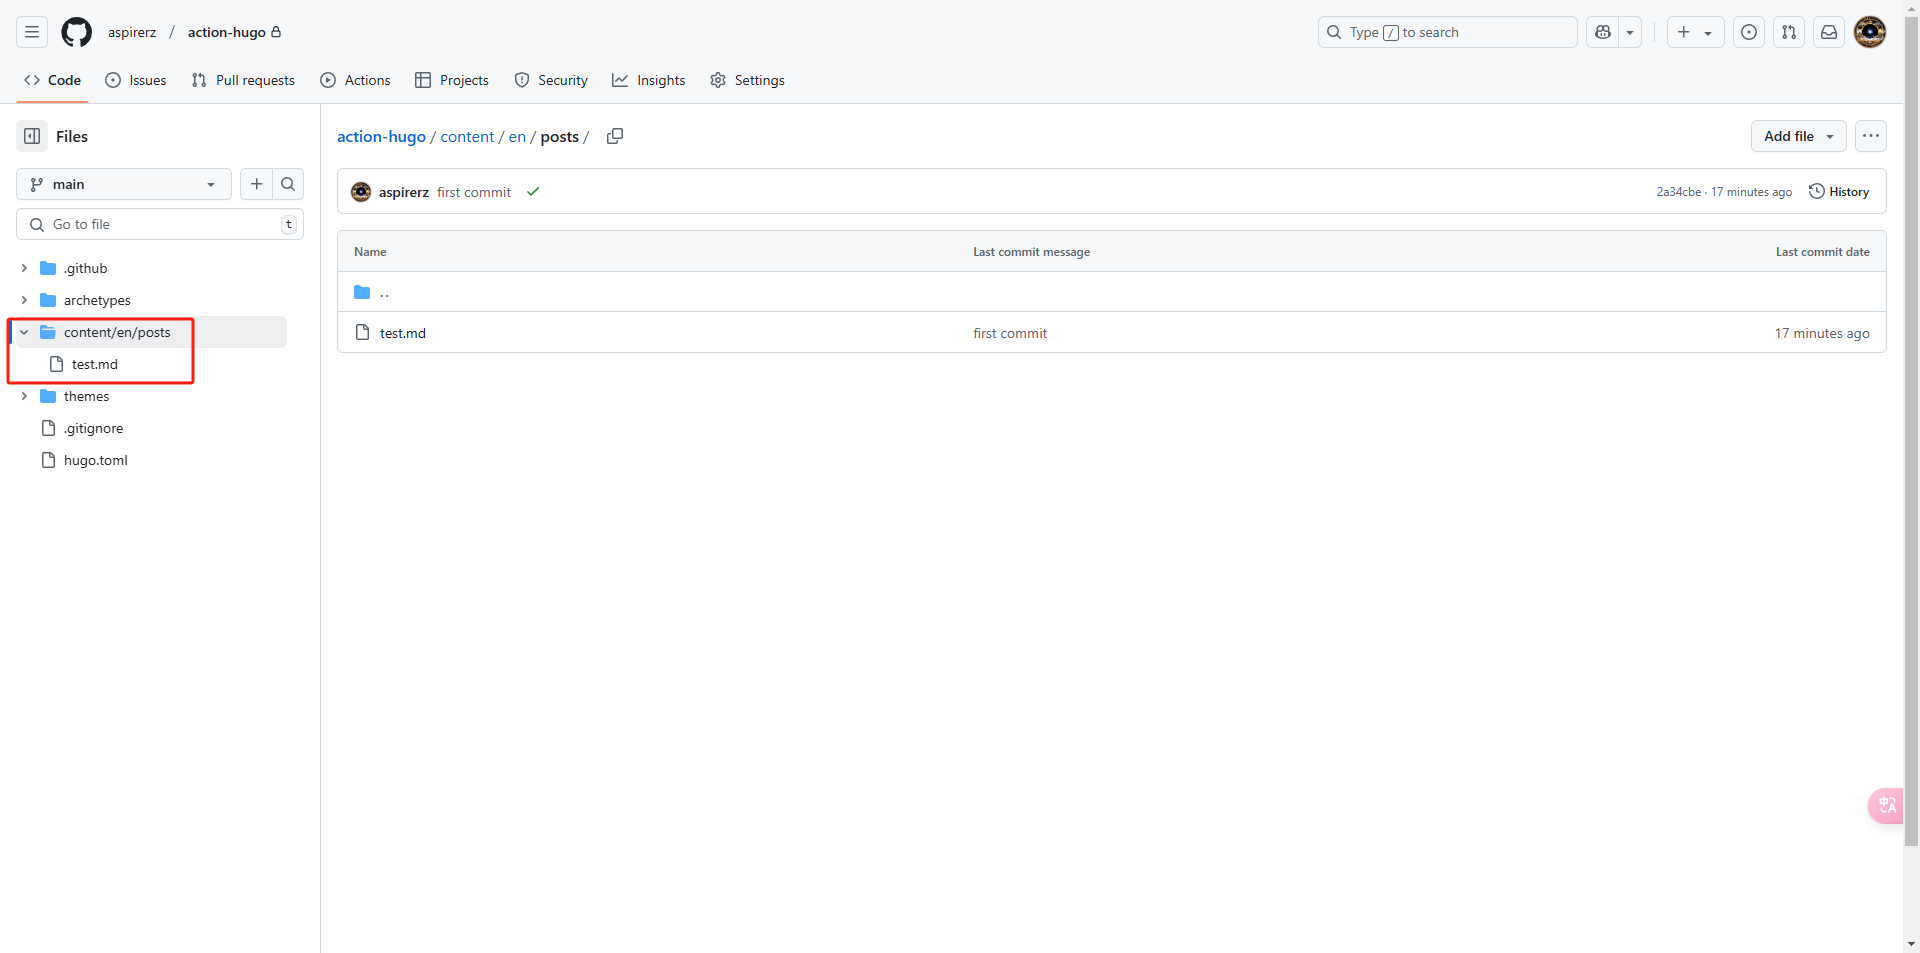 aspirerz / action-hugo
Type / to search
Code
Issues
Pull requests
Actions
Projects
Security
Insights
Settings
Files
main
Go to file
t
.github
archetypes
content/en/posts
test.md
themes
.gitignore
hugo.toml
action-hugo / content / en / posts /
Add file
aspirerz first commit
2a34cbe · 17 minutes ago
History
Name Last commit message Last commit date
..
test.md first commit 17 minutes ago
中A